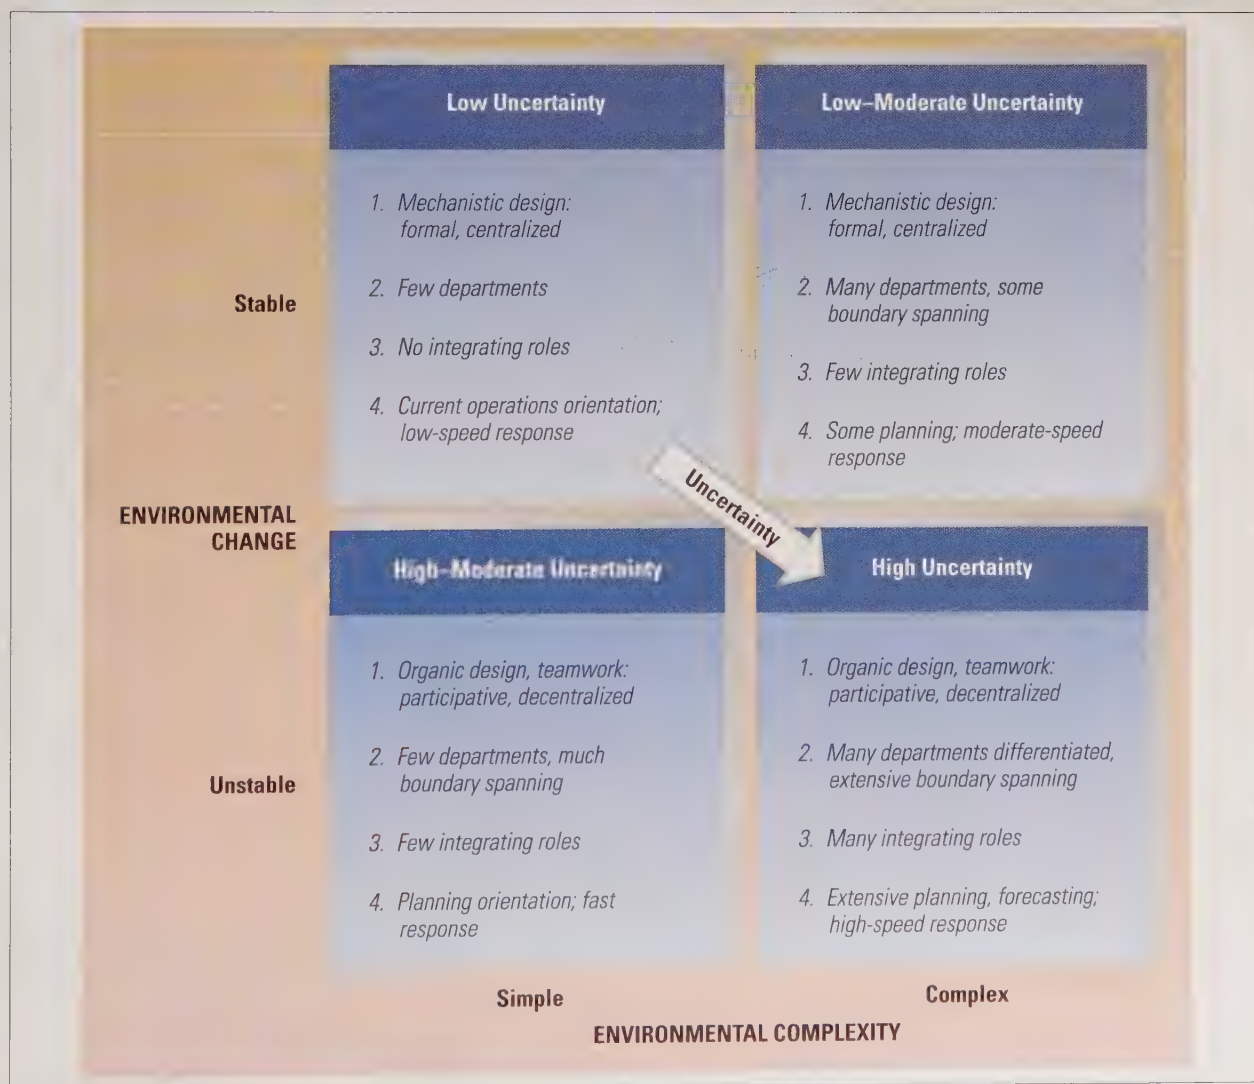 Low Uncertainty
1. Mechanistic design:
formal, centralized
2. Few departments
3. No integrating roles
4. Current operations orientation;
low-speed response
Low–Moderate Uncertainty
1. Mechanistic design:
formal, centralized
2. Many departments, some
boundary spanning
3. Few integrating roles
4. Some planning; moderate-speed
response
Stable
Uncertainty
ENVIRONMENTAL
CHANGE
High–Moderate Uncertainty
1. Organic design, teamwork:
participative, decentralized
2. Few departments, much
boundary spanning
3. Few integrating roles
4. Planning orientation; fast
response
High Uncertainty
1. Organic design, teamwork:
participative, decentralized
2. Many departments differentiated,
extensive boundary spanning
3. Many integrating roles
4. Extensive planning, forecasting;
high-speed response
Unstable
Simple
Complex
ENVIRONMENTAL COMPLEXITY